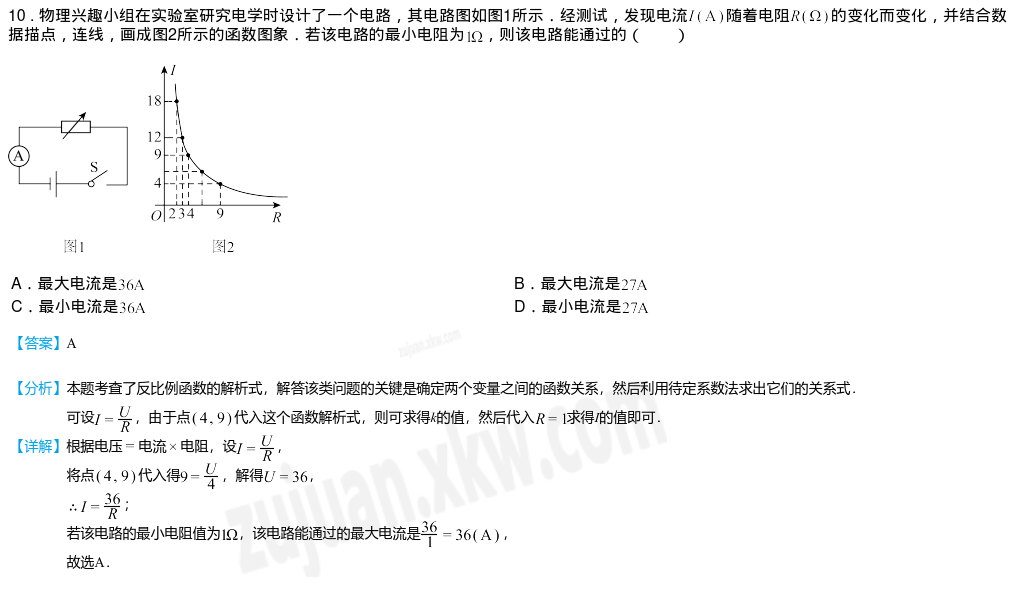 10．物理兴趣小组在实验室研究电学时设计了一个电路，其电路图如图1所示．经测试，发现电流I(A)随着电阻R(Ω)的变化而变化，并结合数
据描点，连线，画成图2所示的函数图象．若该电路的最小电阻为1Ω，则该电路能通过的（　　）
I
18
12
9
4
O 2 3 4 9 R
A
S
图1
图2
A．最大电流是36A
B．最大电流是27A
C．最小电流是36A
D．最小电流是27A
【答案】A
【分析】本题考查了反比例函数的解析式，解答该类问题的关键是确定两个变量之间的函数关系，然后利用待定系数法求出它们的关系式．
可设I＝U/R，由于点(4,9)代入这个函数解析式，则可求得k的值，然后代入R＝1求得I的值即可．
【详解】根据电压＝电流×电阻，设I＝U/R，
将点(4,9)代入得9＝U/4，解得U＝36，
∴I＝36/R；
若该电路的最小电阻值为1Ω，该电路能通过的最大电流是36/1＝36(A)，
故选A．
zujuan.xkw.com
zujuan.xkw.com